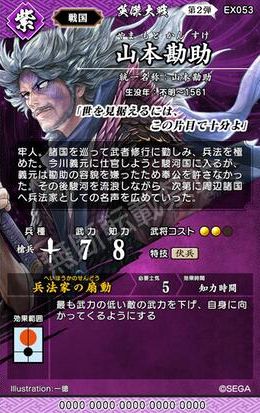 紫
戦国
英傑大戦
第2弾
EX053
やまもとかんすけ
山本勘助
統一名称:山本勘助
生没年 不明〜1561
「世を見据えるには、
この片目で十分よ」
牢人。諸国を巡って武者修行に勤しみ、兵法を極
めた。今川義元に仕官しようと駿河国に入るが、
義元は勘助の容貌を嫌ったため奉公を許さなかっ
た。その後駿河を流浪しながら、次第に周辺諸国
へ兵法家としての名声を広めていった。
兵種 武力 知力 武将コスト
槍兵 7 8 特技 伏兵
へいほうかのせんどう
兵法家の扇動
必要士気 効果時間
5 知力時間
効果範囲
最も武力の低い敵の武力を下げ、自身に向
かってくるようにする
Illustration:一徳
©SEGA
0000 0000 0000 0000 0000